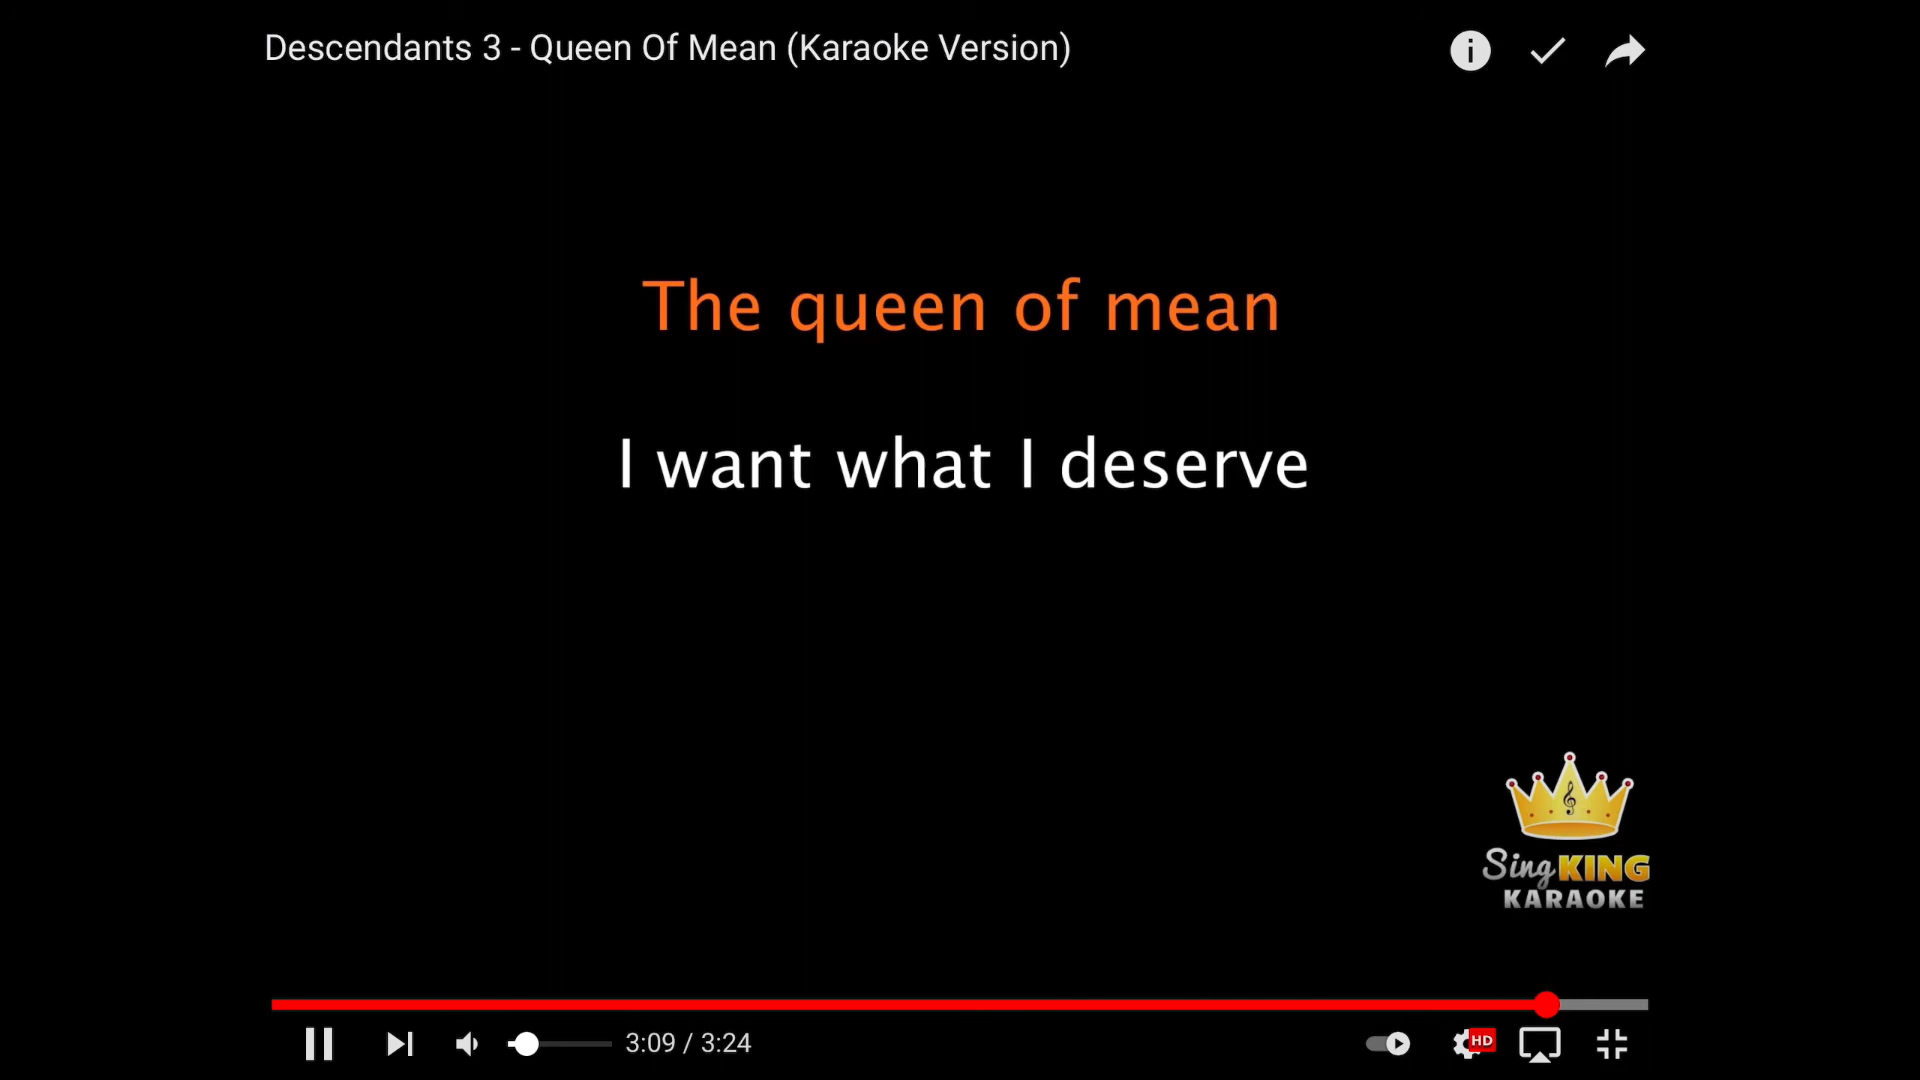 Descendants 3 - Queen Of Mean (Karaoke Version)
The queen of mean
I want what I deserve
Sing KING
KARAOKE
3:09 / 3:24
HD